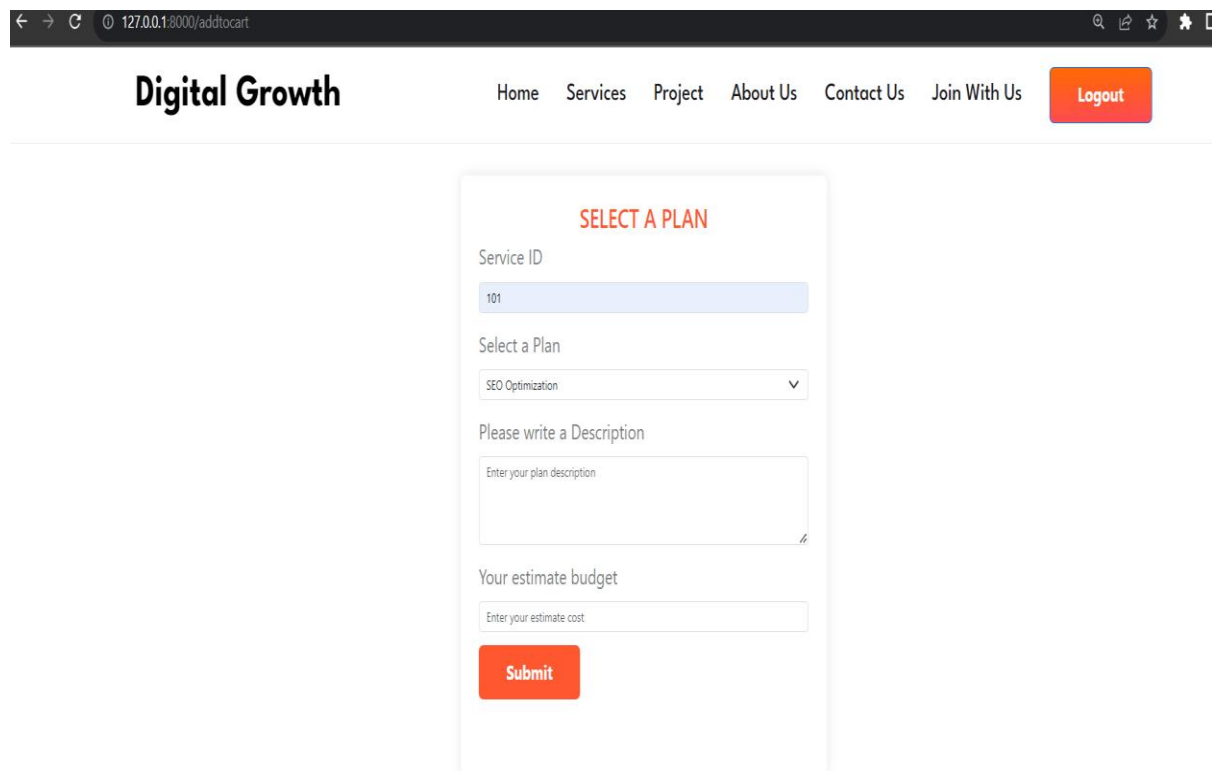 127.0.0.1:8000/addtocart
Digital Growth Home Services Project About Us Contact Us Join With Us Logout
SELECT A PLAN
Service ID
101
Select a Plan
SEO Optimization
Please write a Description
Enter your plan description
Your estimate budget
Enter your estimate cost
Submit